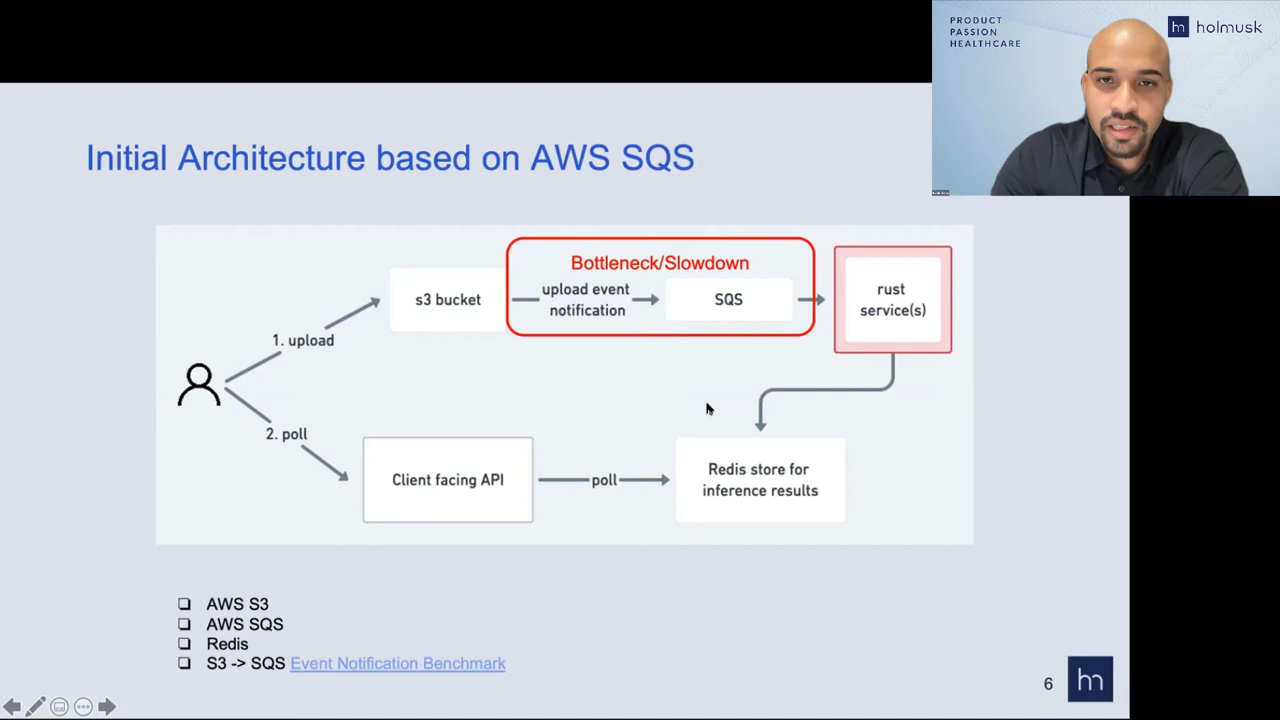 PRODUCT
PASSION
HEALTHCARE
hm holmusk
Initial Architecture based on AWS SQS
Bottleneck/Slowdown
s3 bucket
upload event
notification
SQS
rust
service(s)
1. upload
2. poll
Client facing API
poll
Redis store for
inference results
AWS S3
AWS SQS
Redis
S3 -> SQS Event Notification Benchmark
6
hm